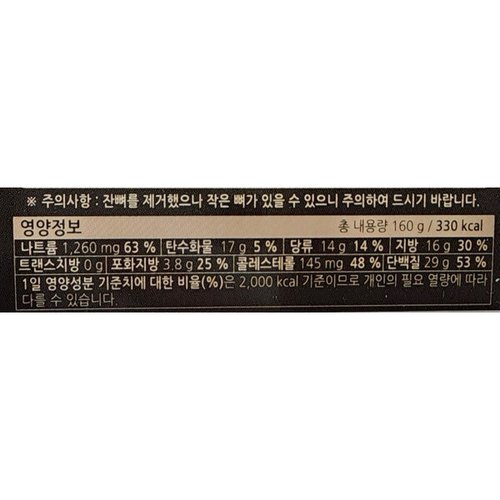 ※ 주의사항 : 잔뼈를 제거했으나 작은 뼈가 있을 수 있으니 주의하여 드시기 바랍니다.
영양정보 총 내용량 160 g / 330 kcal
나트륨 1,260 mg 63 % 탄수화물 17 g 5 % 당류 14 g 14 % 지방 16 g 30 %
트랜스지방 0 g 포화지방 3.8 g 25 % 콜레스테롤 145 mg 48 % 단백질 29 g 53 %
1일 영양성분 기준치에 대한 비율(%)은 2,000 kcal 기준이므로 개인의 필요 열량에 따라
다를 수 있습니다.